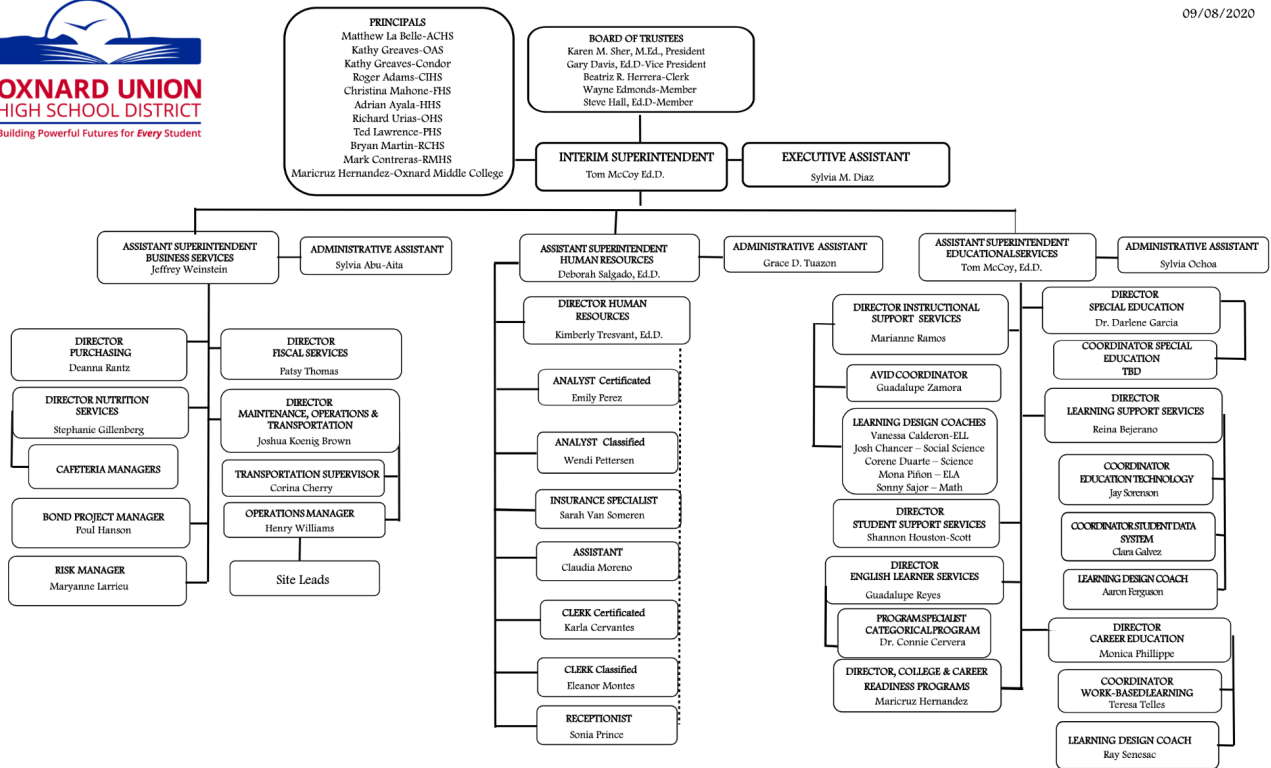 09/08/2020
OXNARD UNION
HIGH SCHOOL DISTRICT
Building Powerful Futures for Every Student
PRINCIPALS
Matthew La Belle-ACHS
Kathy Greaves-OAS
Kathy Greaves-Condor
Roger Adams-CIHS
Christina Mahone-FHS
Adrian Ayala-HHS
Richard Urias-OHS
Ted Lawrence-PHS
Bryan Martin-RCHS
Mark Contreras-RMHS
Maricruz Hernandez-Oxnard Middle College
BOARD OF TRUSTEES
Karen M. Sher, M.Ed., President
Gary Davis, Ed.D-Vice President
Beatriz R. Herrera-Clerk
Wayne Edmonds-Member
Steve Hall, Ed.D-Member
INTERIM SUPERINTENDENT
Tom McCoy Ed.D.
EXECUTIVE ASSISTANT
Sylvia M. Diaz
ASSISTANT SUPERINTENDENT
BUSINESS SERVICES
Jeffrey Weinstein
ADMINISTRATIVE ASSISTANT
Sylvia Abu-Aita
DIRECTOR
PURCHASING
Deanna Rantz
DIRECTOR
FISCAL SERVICES
Patsy Thomas
DIRECTOR NUTRITION
SERVICES
Stephanie Gillenberg
CAFETERIA MANAGERS
DIRECTOR
MAINTENANCE, OPERATIONS &
TRANSPORTATION
Joshua Koenig Brown
TRANSPORTATION SUPERVISOR
Corina Cherry
OPERATIONS MANAGER
Henry Williams
Site Leads
BOND PROJECT MANAGER
Poul Hanson
RISK MANAGER
Maryanne Larrieu
ASSISTANT SUPERINTENDENT
HUMAN RESOURCES
Deborah Salgado, Ed.D.
ADMINISTRATIVE ASSISTANT
Grace D. Tuazon
DIRECTOR HUMAN
RESOURCES
Kimberly Tresvant, Ed.D.
ANALYST Certificated
Emily Perez
ANALYST Classified
Wendi Pettersen
INSURANCE SPECIALIST
Sarah Van Someren
ASSISTANT
Claudia Moreno
CLERK Certificated
Karla Cervantes
CLERK Classified
Eleanor Montes
RECEPTIONIST
Sonia Prince
ASSISTANT SUPERINTENDENT
EDUCATIONALSERVICES
Tom McCoy, Ed.D.
ADMINISTRATIVE ASSISTANT
Sylvia Ochoa
DIRECTOR INSTRUCTIONAL
SUPPORT SERVICES
Marianne Ramos
AVID COORDINATOR
Guadalupe Zamora
LEARNING DESIGN COACHES
Vanessa Calderon-ELL
Josh Chancer – Social Science
Corene Duarte – Science
Mona Piñon – ELA
Sonny Sajor – Math
DIRECTOR
STUDENT SUPPORT SERVICES
Shannon Houston-Scott
DIRECTOR
ENGLISH LEARNER SERVICES
Guadalupe Reyes
PROGRAM SPECIALIST
CATEGORICAL PROGRAM
Dr. Connie Cervera
DIRECTOR, COLLEGE & CAREER
READINESS PROGRAMS
Maricruz Hernandez
DIRECTOR
SPECIAL EDUCATION
Dr. Darlene Garcia
COORDINATOR SPECIAL
EDUCATION
TBD
DIRECTOR
LEARNING SUPPORT SERVICES
Reina Bejerano
COORDINATOR
EDUCATION TECHNOLOGY
Jay Sorenson
COORDINATOR STUDENT DATA
SYSTEM
Clara Galvez
LEARNING DESIGN COACH
Aaron Ferguson
DIRECTOR
CAREER EDUCATION
Monica Phillippe
COORDINATOR
WORK-BASED LEARNING
Teresa Telles
LEARNING DESIGN COACH
Ray Senesac